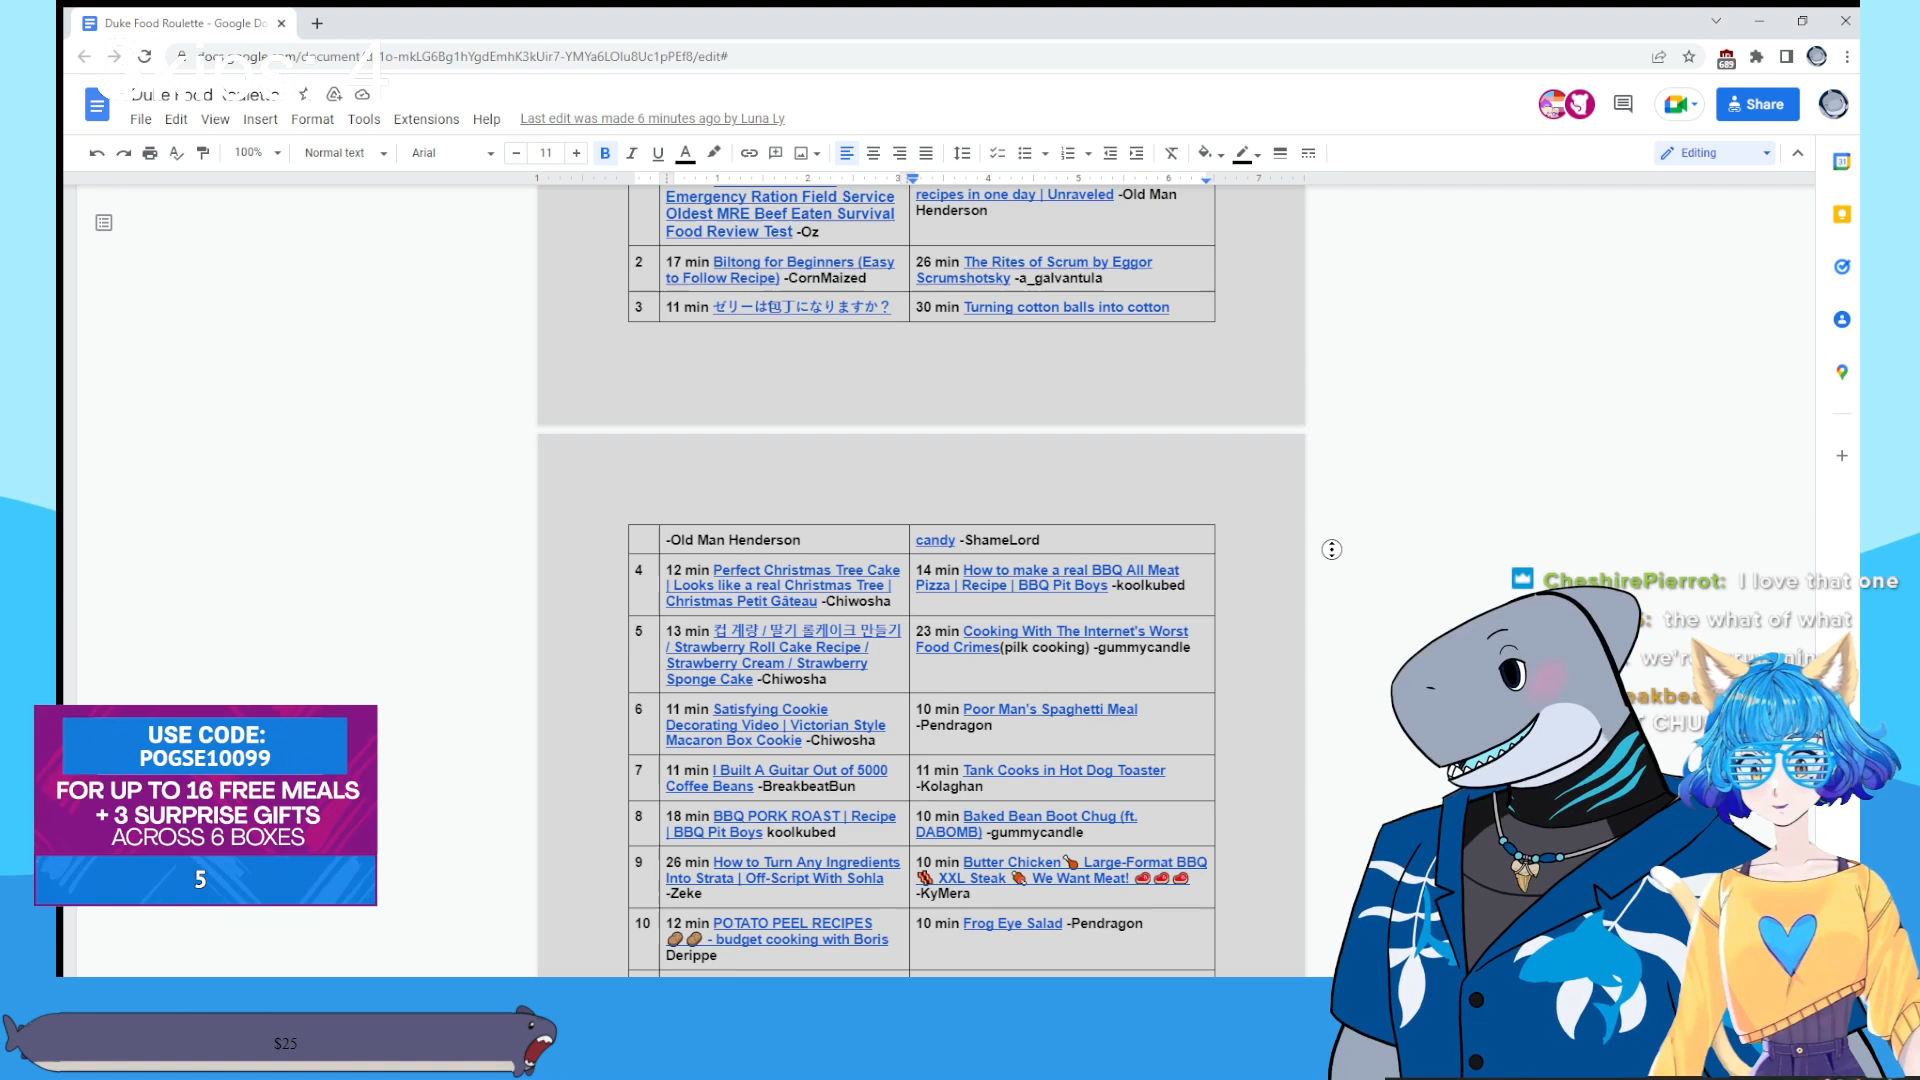 Duke Food Roulette - Google Do
docs.google.com/document/d/1o-mkLG6Bg1hYgdEmhK3kUir7-YMYa6LOlu8Uc1pPEf8/edit#
Duke Food Roulette
File Edit View Insert Format Tools Extensions Help Last edit was made 6 minutes ago by Luna Ly
Share
100% Normal text Arial 11 Editing
Emergency Ration Field Service
Oldest MRE Beef Eaten Survival
Food Review Test -Oz
recipes in one day | Unraveled -Old Man
Henderson
2
17 min Biltong for Beginners (Easy
to Follow Recipe) -CornMaized
26 min The Rites of Scrum by Eggor
Scrumshotsky -a_galvantula
3
11 min ゼリーは包丁になりますか？
30 min Turning cotton balls into cotton
-Old Man Henderson
candy -ShameLord
4
12 min Perfect Christmas Tree Cake
| Looks like a real Christmas Tree |
Christmas Petit Gâteau -Chiwosha
14 min How to make a real BBQ All Meat
Pizza | Recipe | BBQ Pit Boys -koolkubed
5
13 min 컵 계량 / 딸기 롤케이크 만들기
/ Strawberry Roll Cake Recipe /
Strawberry Cream / Strawberry
Sponge Cake -Chiwosha
23 min Cooking With The Internet's Worst
Food Crimes(pilk cooking) -gummycandle
6
11 min Satisfying Cookie
Decorating Video | Victorian Style
Macaron Box Cookie -Chiwosha
10 min Poor Man's Spaghetti Meal
-Pendragon
7
11 min I Built A Guitar Out of 5000
Coffee Beans -BreakbeatBun
11 min Tank Cooks in Hot Dog Toaster
-Kolaghan
8
18 min BBQ PORK ROAST | Recipe
| BBQ Pit Boys koolkubed
10 min Baked Bean Boot Chug (ft.
DABOMB) -gummycandle
9
26 min How to Turn Any Ingredients
Into Strata | Off-Script With Sohla
-Zeke
10 min Butter Chicken🍗 Large-Format BBQ
🥓 XXL Steak 🍖 We Want Meat! 🥩🥩🥩
-KyMera
10
12 min POTATO PEEL RECIPES
🥔🥔 - budget cooking with Boris
Derippe
10 min Frog Eye Salad -Pendragon
CheshirePierrot: I love that one
the what of what
USE CODE:
POGSE10099
FOR UP TO 16 FREE MEALS
+ 3 SURPRISE GIFTS
ACROSS 6 BOXES
5
$25